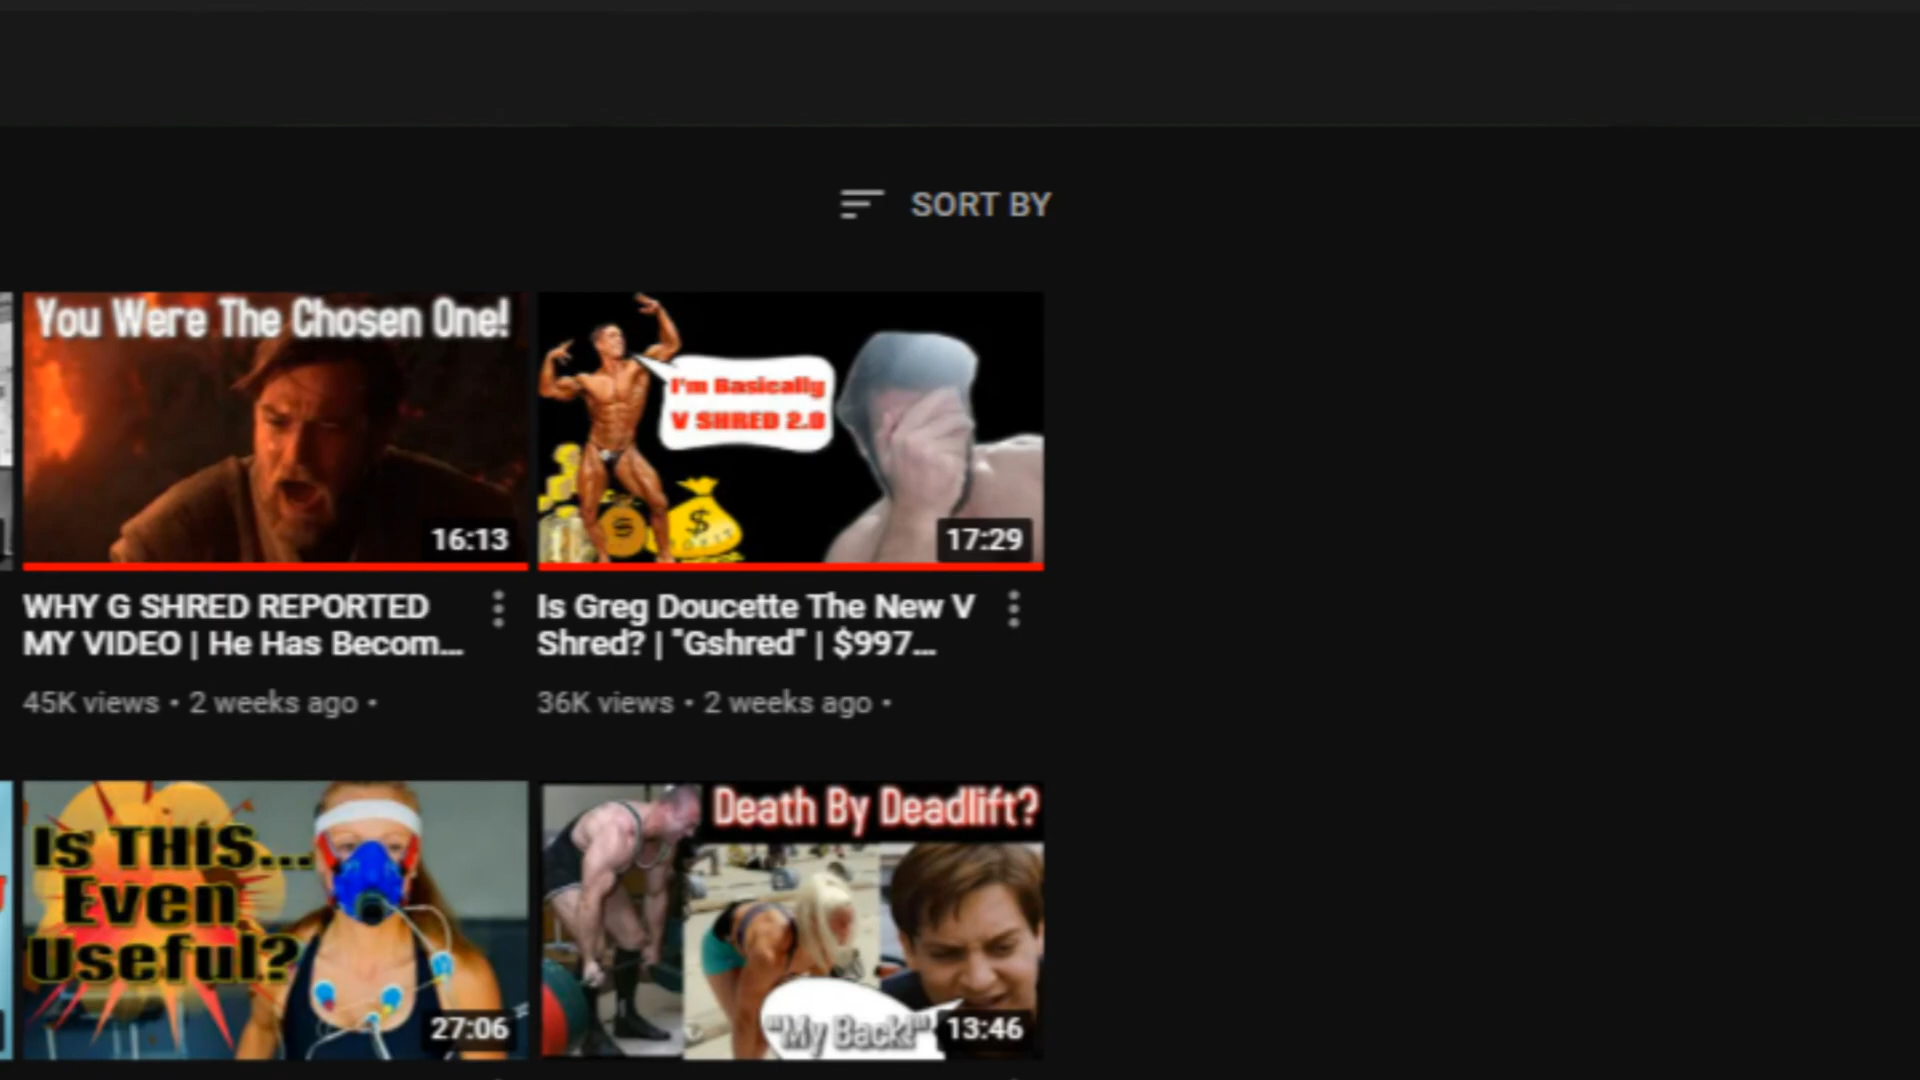 SORT BY
You Were The Chosen One!
16:13
I'm Basically
V SHRED 2.0
17:29
WHY G SHRED REPORTED
MY VIDEO | He Has Becom...
45K views • 2 weeks ago •
Is Greg Doucette The New V
Shred? | "Gshred" | $997...
36K views • 2 weeks ago •
Is THIS...
Even
Useful?
27:06
Death By Deadlift?
"My Back!"
13:46